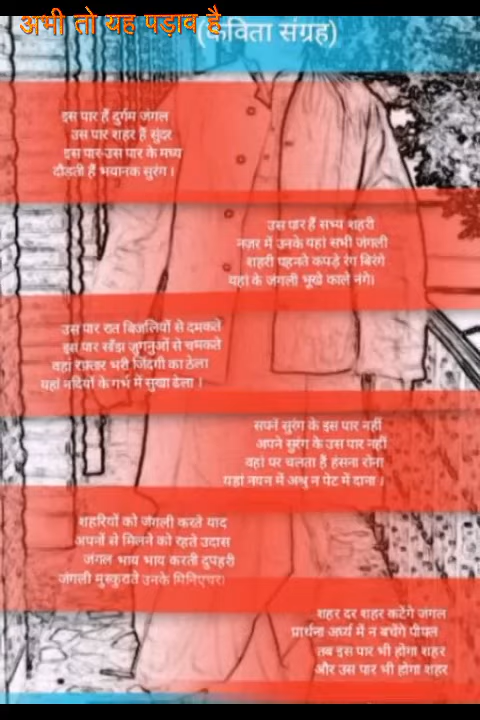 अभी तो यह पड़ाव है
(कविता संग्रह)
इस पार हैं दुर्गम जंगल
उस पार शहर हैं सुंदर
इस पार-उस पार के मध्य
दौडती हैं भयानक सुरंग ।
उस पार हैं सभ्य शहरी
नज़र में उनके यहां सभी जंगली
शहरी पहनते कपड़े रंग बिरंगे
यहां के जंगली भूखे काले नंगे।
उस पार रात बिजलियों से दमकते
इस पार साँझ जुगनुओं से चमकते
वहां रफ़्तार भरी जिंदगी का ठेला
यहां नदियों के गर्भ में सुखा ढेला ।
सपनें सुरंग के इस पार नहीं
अपने सुरंग के उस पार नहीं
वहां पर चलता हैं हंसना रोना
यहां नयन में अश्रु न पेट में दाना ।
शहरियों को जंगली करते याद
अपनों से मिलने को रहते उदास
जंगल भाय भाय करती दुपहरी
जंगली मुस्कुराते उनके मिनिएचर।
शहर दर शहर कटेंगे जंगल
प्रार्थना अर्घ्य में न बचेंगे पीपल
तब इस पार भी होगा शहर
और उस पार भी होगा शहर